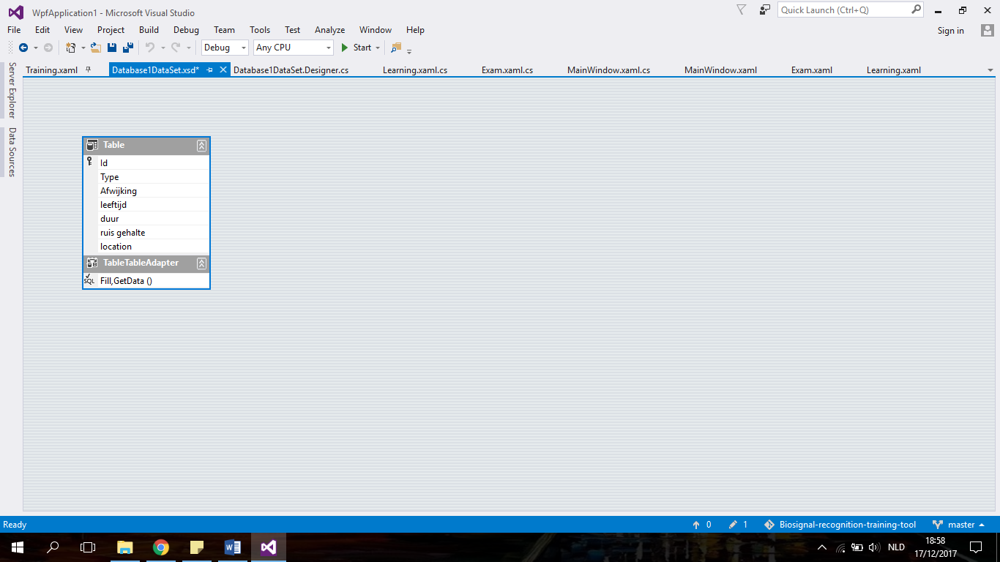 WpfApplication1 - Microsoft Visual Studio
Quick Launch (Ctrl+Q)
File Edit View Project Build Debug Team Tools Test Analyze Window Help
Sign in
Debug Any CPU Start
Training.xaml Database1DataSet.xsd* Database1DataSet.Designer.cs Learning.xaml.cs Exam.xaml.cs MainWindow.xaml.cs MainWindow.xaml Exam.xaml Learning.xaml
Server Explorer
Data Sources
Table
Id
Type
Afwijking
leeftijd
duur
ruis gehalte
location
TableTableAdapter
SQL Fill,GetData ()
Ready 0 1 Biosignal-recognition-training-tool master
NLD
18:58
17/12/2017